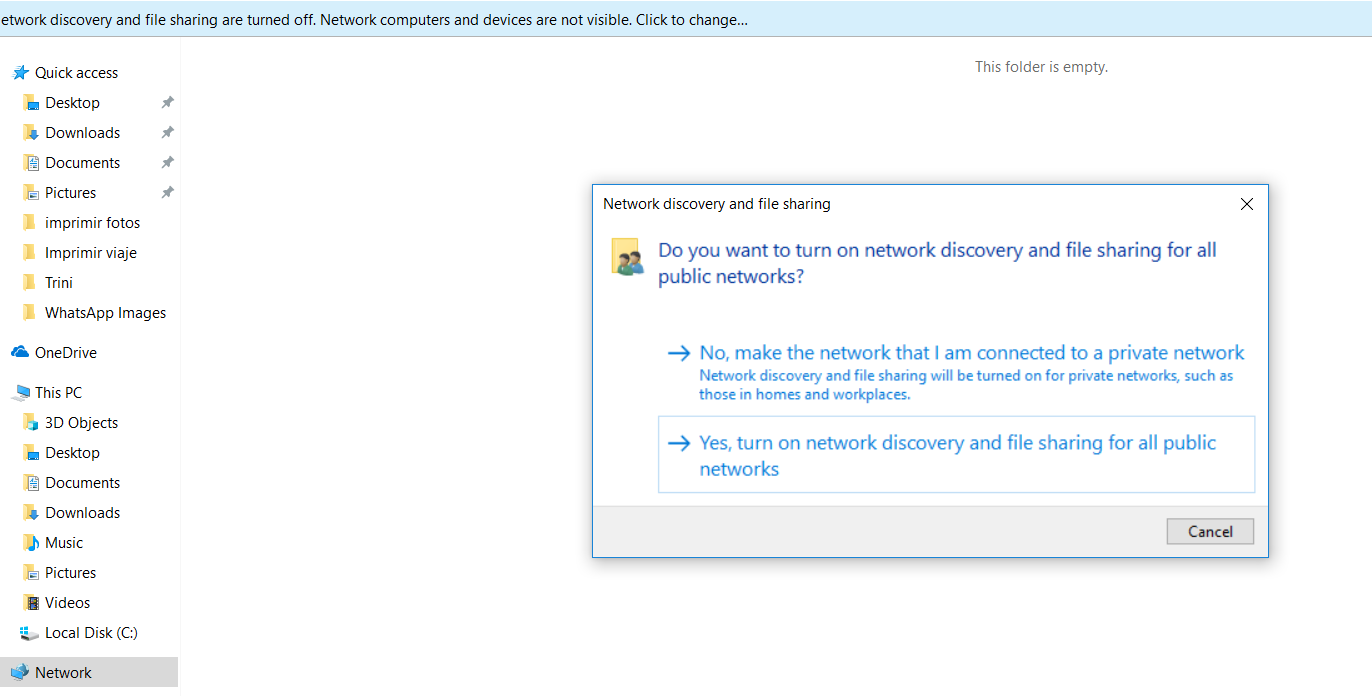 etwork discovery and file sharing are turned off. Network computers and devices are not visible. Click to change...
Quick access
Desktop
Downloads
Documents
Pictures
imprimir fotos
Imprimir viaje
Trini
WhatsApp Images
OneDrive
This PC
3D Objects
Desktop
Documents
Downloads
Music
Pictures
Videos
Local Disk (C:)
Network
This folder is empty.
Network discovery and file sharing
Do you want to turn on network discovery and file sharing for all
public networks?
No, make the network that I am connected to a private network
Network discovery and file sharing will be turned on for private networks, such as
those in homes and workplaces.
Yes, turn on network discovery and file sharing for all public
networks
Cancel